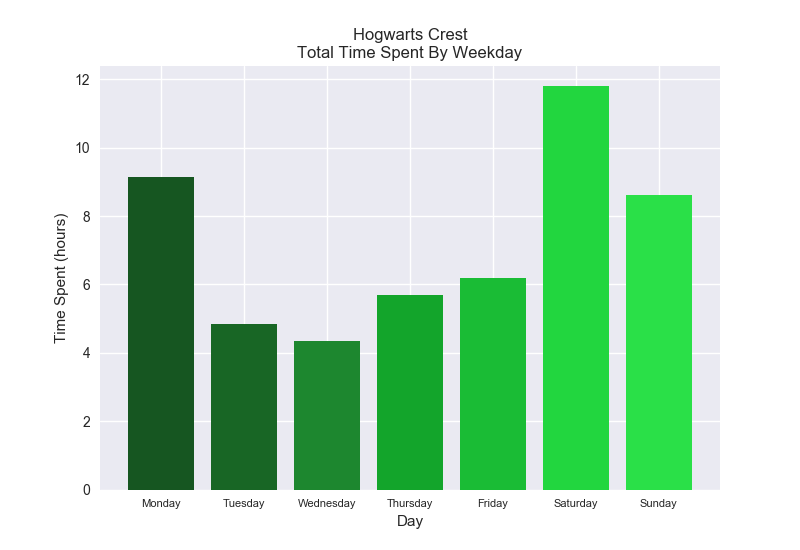 Hogwarts Crest
Total Time Spent By Weekday
12
10
8
6
4
2
0
Time Spent (hours)
Monday Tuesday Wednesday Thursday Friday Saturday Sunday
Day